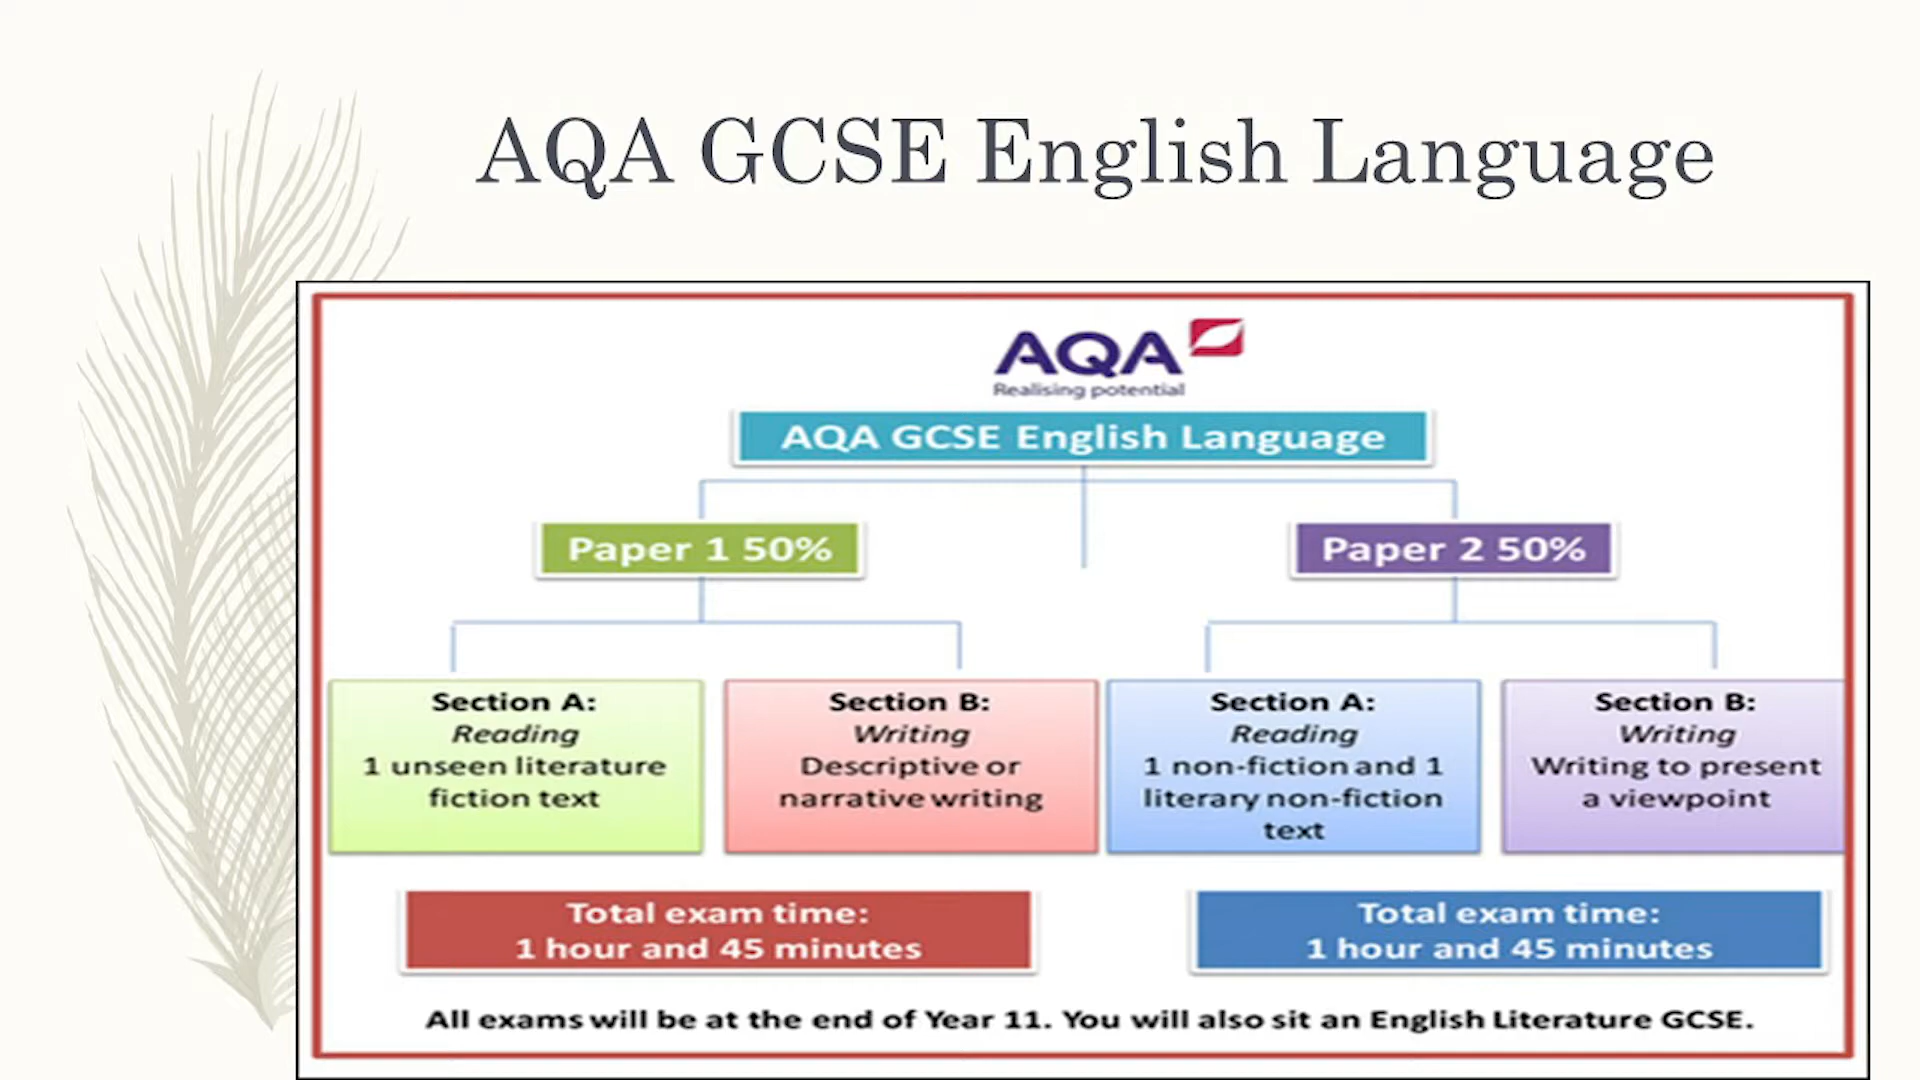 AQA GCSE English Language
AQA
Realising potential
AQA GCSE English Language
Paper 1 50%
Paper 2 50%
Section A:
Reading
1 unseen literature
fiction text
Section B:
Writing
Descriptive or
narrative writing
Section A:
Reading
1 non-fiction and 1
literary non-fiction
text
Section B:
Writing
Writing to present
a viewpoint
Total exam time:
1 hour and 45 minutes
Total exam time:
1 hour and 45 minutes
All exams will be at the end of Year 11. You will also sit an English Literature GCSE.